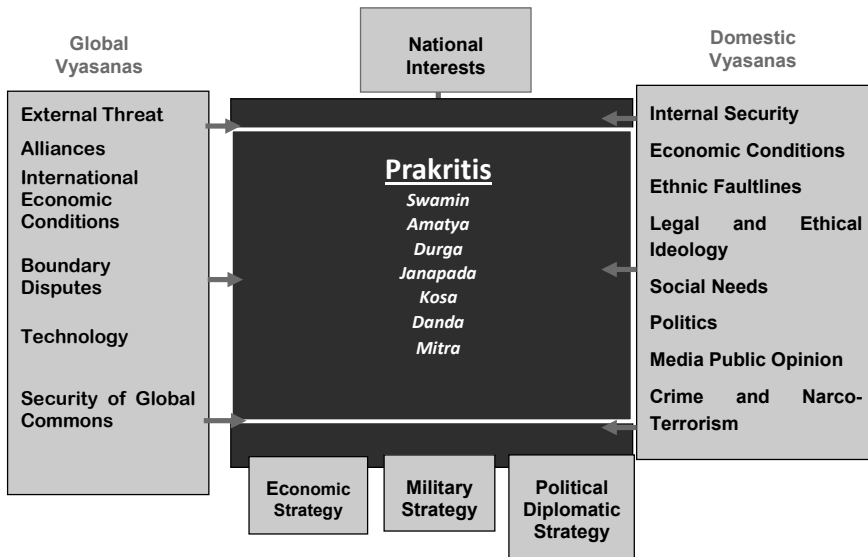 Global
Vyasanas
External Threat
Alliances
International
Economic
Conditions
Boundary
Disputes
Technology
Security of Global
Commons
National
Interests
Prakritis
Swamin
Amatya
Durga
Janapada
Kosa
Danda
Mitra
Economic
Strategy
Military
Strategy
Political
Diplomatic
Strategy
Domestic
Vyasanas
Internal Security
Economic Conditions
Ethnic Faultlines
Legal and Ethical
Ideology
Social Needs
Politics
Media Public Opinion
Crime and Narco-
Terrorism